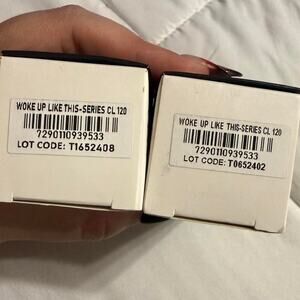 WOKE UP LIKE THIS-SERIES CL 120
7290110939533
LOT CODE: T1652408
WOKE UP LIKE THIS-SERIES CL 120
7290110939533
LOT CODE: T0652402